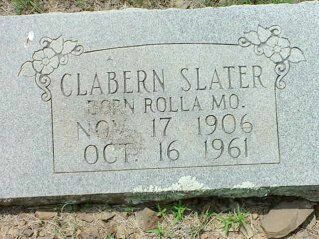 CLABERN SLATER
BORN ROLLA MO.
NOV. 17 1906
OCT. 16 1961